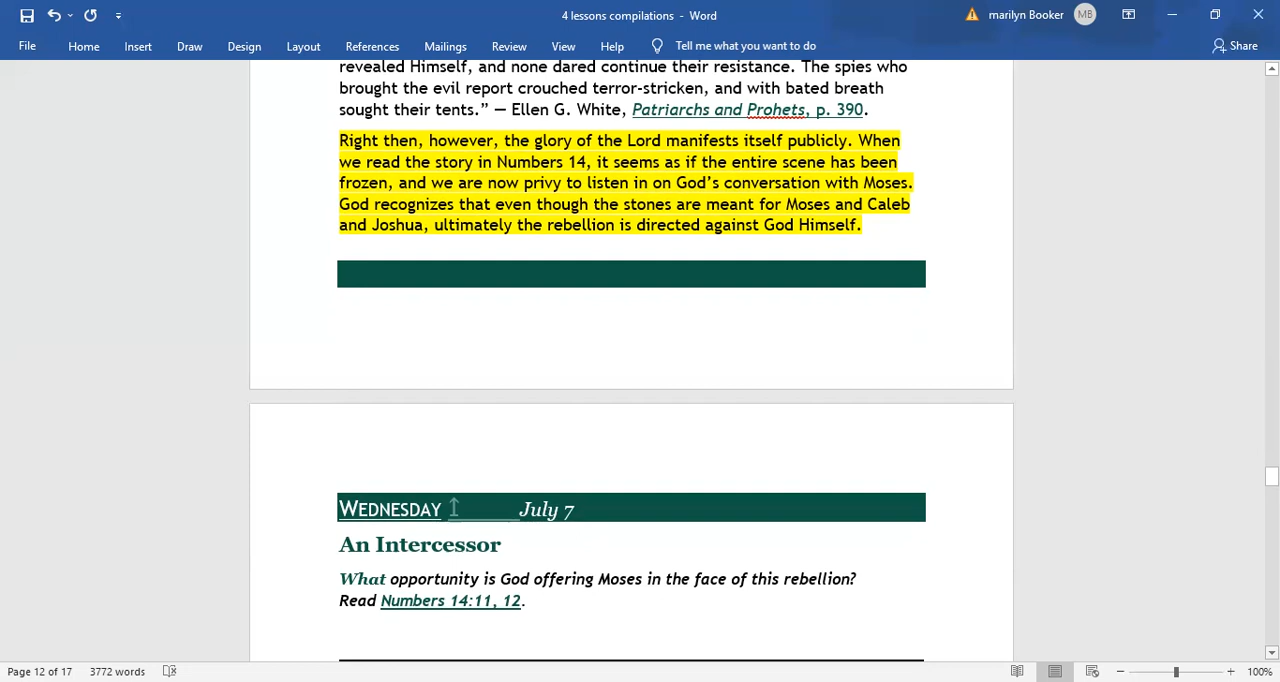 4 lessons compilations - Word
marilyn Booker MB
File Home Insert Draw Design Layout References Mailings Review View Help Tell me what you want to do Share
revealed Himself, and none dared continue their resistance. The spies who
brought the evil report crouched terror-stricken, and with bated breath
sought their tents.” — Ellen G. White, Patriarchs and Prohets, p. 390.
Right then, however, the glory of the Lord manifests itself publicly. When
we read the story in Numbers 14, it seems as if the entire scene has been
frozen, and we are now privy to listen in on God’s conversation with Moses.
God recognizes that even though the stones are meant for Moses and Caleb
and Joshua, ultimately the rebellion is directed against God Himself.
WEDNESDAY July 7
An Intercessor
What opportunity is God offering Moses in the face of this rebellion?
Read Numbers 14:11, 12.
Page 12 of 17 3772 words 100%